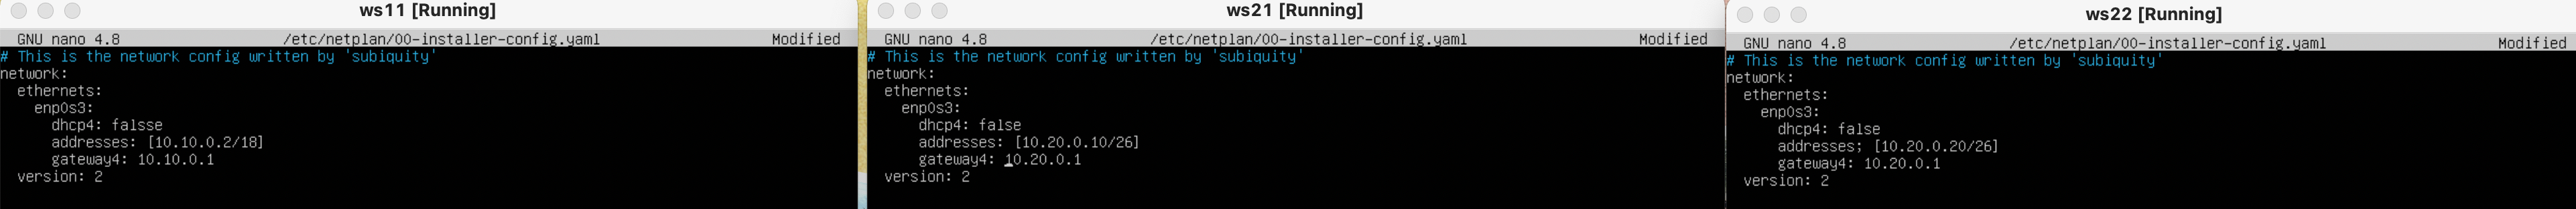 ws11 [Running]
GNU nano 4.8 /etc/netplan/00-installer-config.yaml Modified
# This is the network config written by 'subiquity'
network:
  ethernets:
    enp0s3:
      dhcp4: falsse
      addresses: [10.10.0.2/18]
      gateway4: 10.10.0.1
  version: 2
ws21 [Running]
GNU nano 4.8 /etc/netplan/00-installer-config.yaml Modified
# This is the network config written by 'subiquity'
network:
  ethernets:
    enp0s3:
      dhcp4: false
      addresses: [10.20.0.10/26]
      gateway4: 10.20.0.1
  version: 2
ws22 [Running]
GNU nano 4.8 /etc/netplan/00-installer-config.yaml Modified
# This is the network config written by 'subiquity'
network:
  ethernets:
    enp0s3:
      dhcp4: false
      addresses; [10.20.0.20/26]
      gateway4: 10.20.0.1
  version: 2